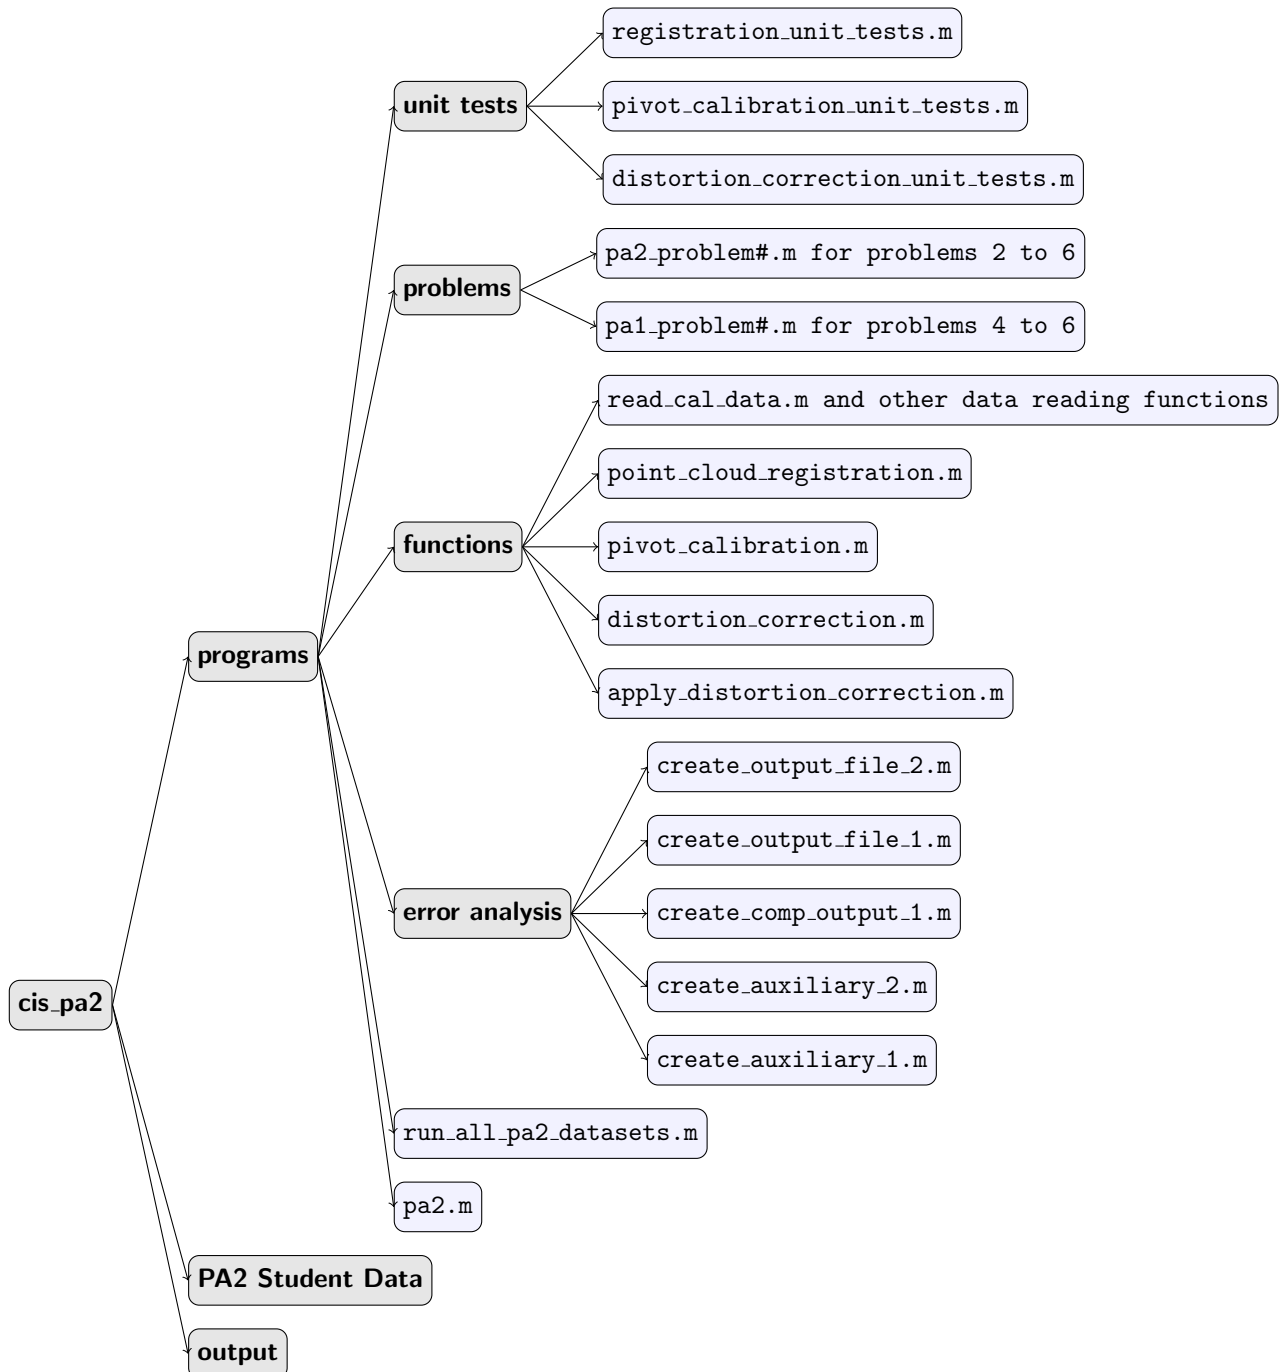 registration_unit_tests.m
unit tests
pivot_calibration_unit_tests.m
distortion_correction_unit_tests.m
pa2_problem#.m for problems 2 to 6
problems
pa1_problem#.m for problems 4 to 6
read_cal_data.m and other data reading functions
point_cloud_registration.m
functions
pivot_calibration.m
distortion_correction.m
programs
apply_distortion_correction.m
create_output_file_2.m
create_output_file_1.m
error analysis
create_comp_output_1.m
create_auxiliary_2.m
cis_pa2
create_auxiliary_1.m
run_all_pa2_datasets.m
pa2.m
PA2 Student Data
output